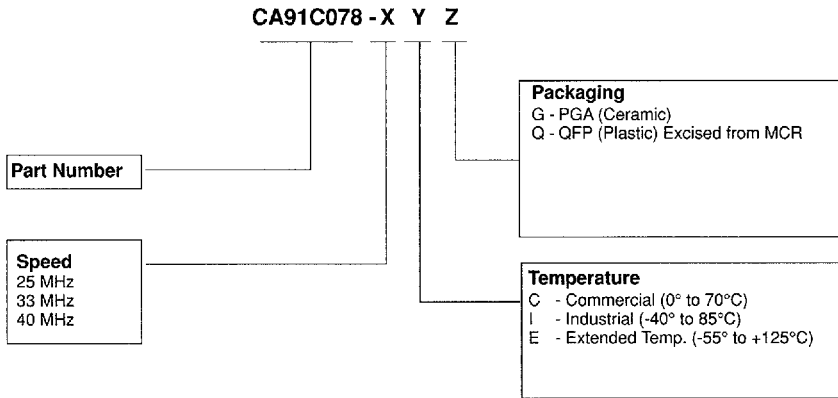 CA91C078 - X Y Z
Packaging
G - PGA (Ceramic)
Q - QFP (Plastic) Excised from MCR
Part Number
Speed
25 MHz
33 MHz
40 MHz
Temperature
C - Commercial (0° to 70°C)
I - Industrial (-40° to 85°C)
E - Extended Temp. (-55° to +125°C)